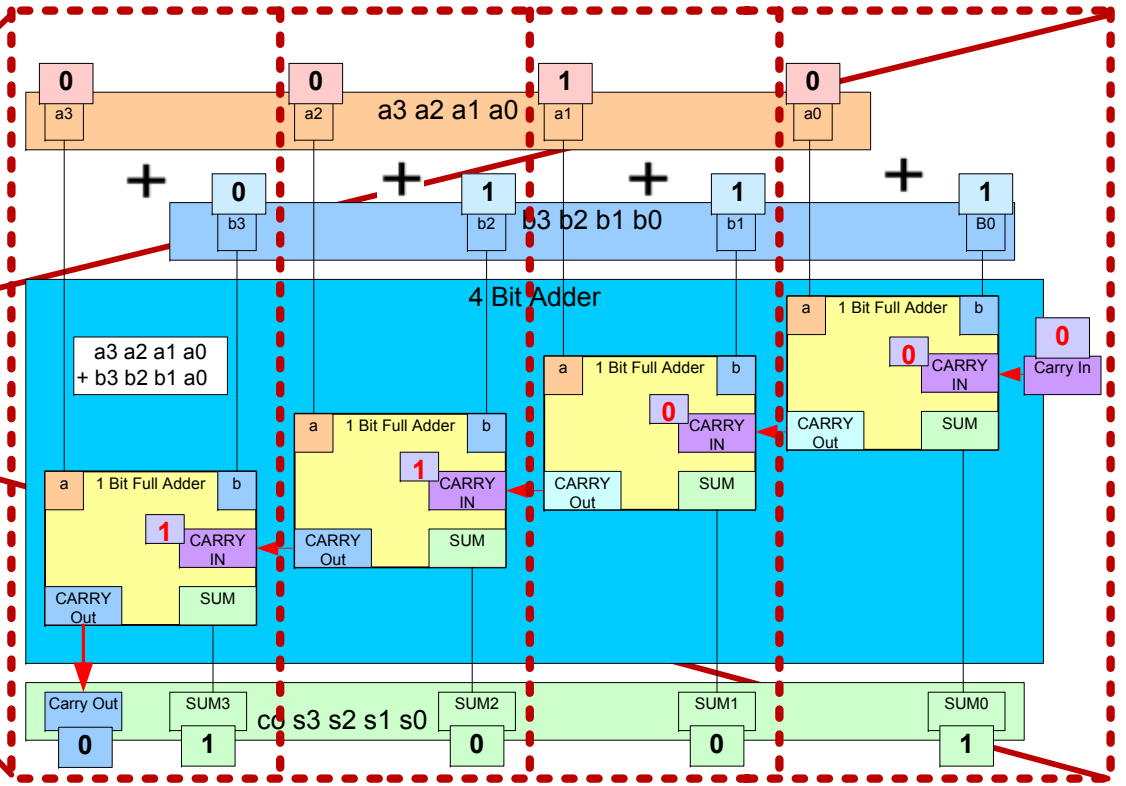 0 0 1 0
a3 a2 a3 a2 a1 a0 a1 a0
+ + + +
0 1 1 1
b3 b2 b3 b2 b1 b0 b1 B0
4 Bit Adder
a 1 Bit Full Adder b
0
0 CARRY
IN
Carry In
CARRY
Out
SUM
a 1 Bit Full Adder b
0 CARRY
IN
CARRY
Out
SUM
a3 a2 a1 a0
+ b3 b2 b1 a0
a 1 Bit Full Adder b
1 CARRY
IN
CARRY
Out
SUM
a 1 Bit Full Adder b
1 CARRY
IN
CARRY
Out
SUM
Carry Out SUM3 co s3 s2 s1 s0 SUM2 SUM1 SUM0
0 1 0 0 1